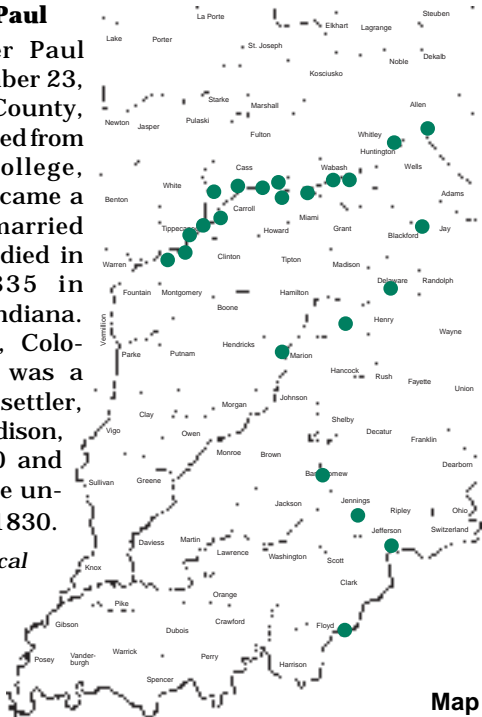 Paul
er Paul
ber 23,
County,
ed from
ollege,
came a
married
died in
335 in
ndiana.
, Colo-
was a
settler,
dison,
0 and
e un-
1830.
cal
La Porte
Steuben
Elkhart
Lagrange
Lake
Porter
St. Joseph
Noble
Dekalb
Kosciusko
Starke
Marshall
Allen
Newton
Jasper
Pulaski
Fulton
Whitley
Huntington
Wells
Cass
Wabash
White
Adams
Benton
Carroll
Miami
Tippecanoe
Howard
Grant
Blackford
Jay
Warren
Clinton
Tipton
Madison
Delaware
Randolph
Fountain
Montgomery
Hamilton
Boone
Henry
Vermillion
Wayne
Hendricks
Marion
Parke
Putnam
Hancock
Rush
Fayette
Union
Johnson
Morgan
Shelby
Clay
Vigo
Owen
Decatur
Franklin
Monroe
Brown
Dearborn
Bartholomew
Sullivan
Greene
Jackson
Jennings
Ripley
Ohio
Jefferson
Switzerland
Daviess
Martin
Lawrence
Washington
Scott
Knox
Clark
Orange
Pike
Crawford
Gibson
Dubois
Floyd
Vander-
burgh
Warrick
Perry
Posey
Harrison
Spencer
Map